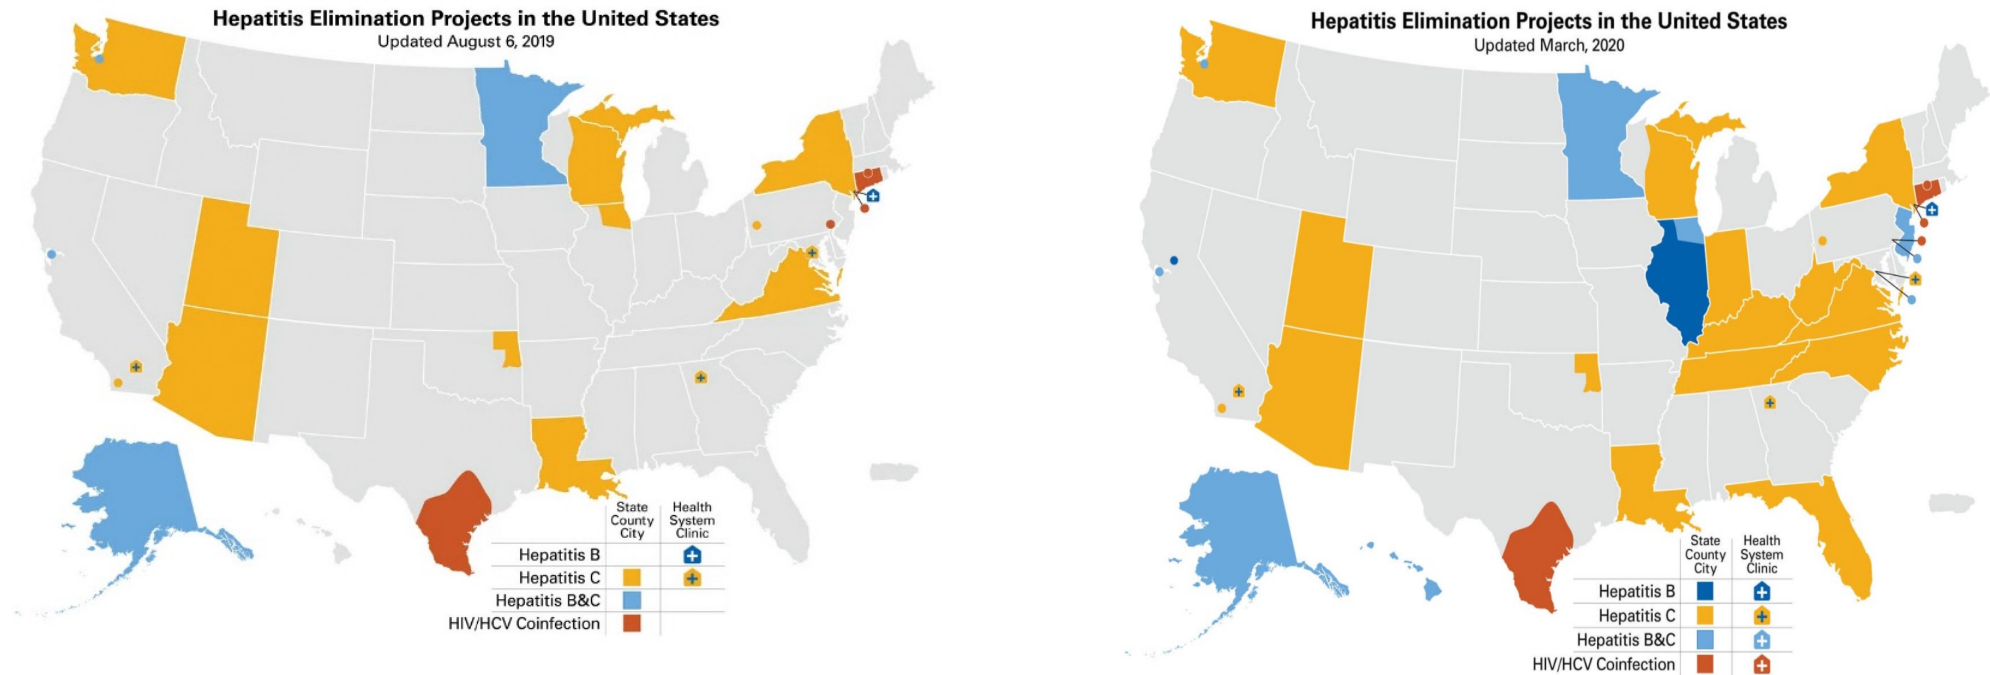 Hepatitis Elimination Projects in the United States
Updated August 6, 2019
State
County
City
Health
System
Clinic
Hepatitis B
Hepatitis C
Hepatitis B&C
HIV/HCV Coinfection
Hepatitis Elimination Projects in the United States
Updated March, 2020
State
County
City
Health
System
Clinic
Hepatitis B
Hepatitis C
Hepatitis B&C
HIV/HCV Coinfection